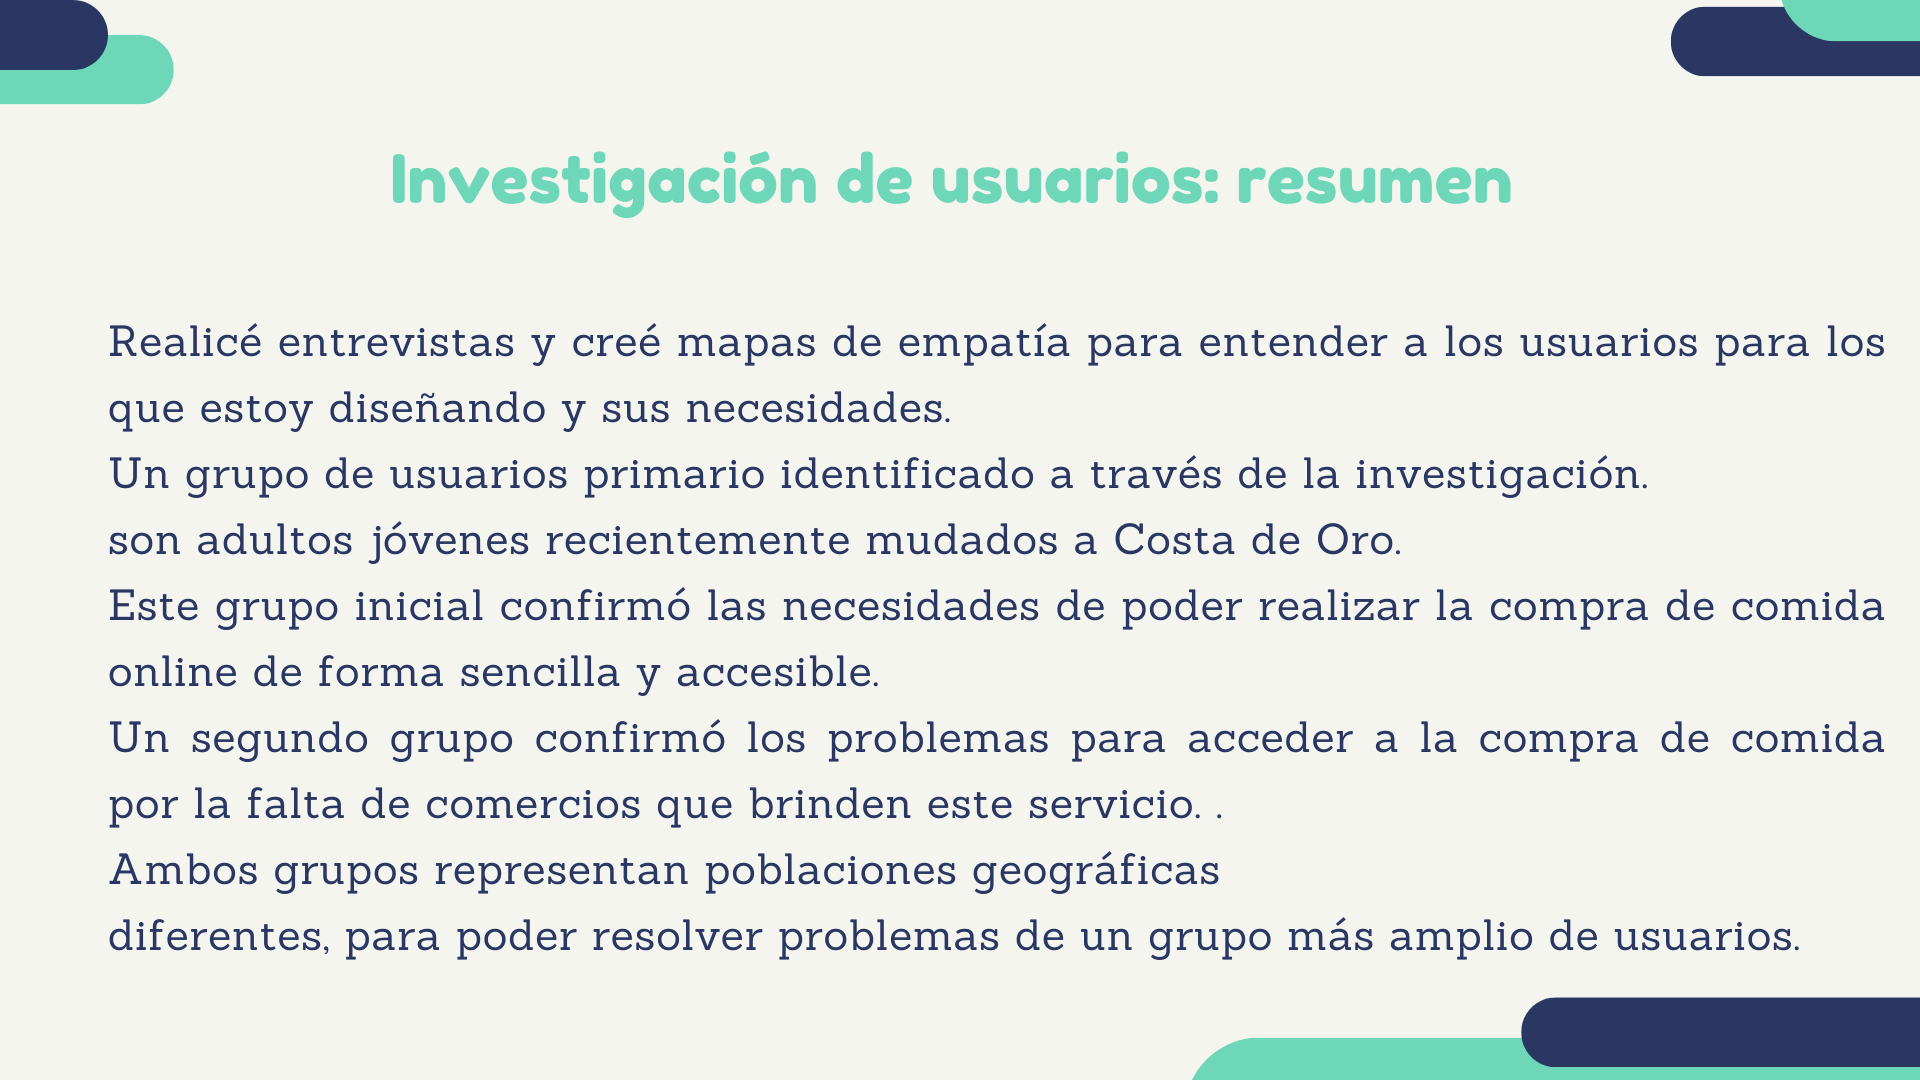 Investigación de usuarios: resumen
Realicé entrevistas y creé mapas de empatía para entender a los usuarios para los
que estoy diseñando y sus necesidades.
Un grupo de usuarios primario identificado a través de la investigación.
son adultos jóvenes recientemente mudados a Costa de Oro.
Este grupo inicial confirmó las necesidades de poder realizar la compra de comida
online de forma sencilla y accesible.
Un segundo grupo confirmó los problemas para acceder a la compra de comida
por la falta de comercios que brinden este servicio. .
Ambos grupos representan poblaciones geográficas
diferentes, para poder resolver problemas de un grupo más amplio de usuarios.